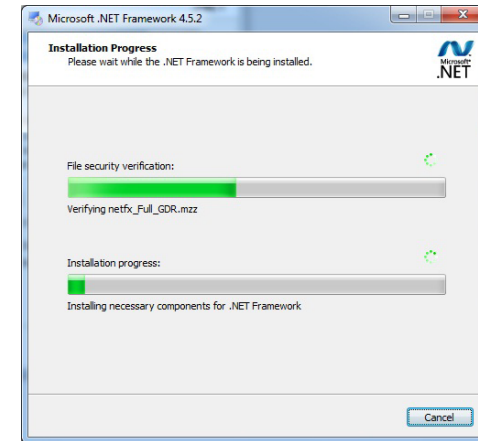 Microsoft .NET Framework 4.5.2
Installation Progress
Please wait while the .NET Framework is being installed.
Microsoft
.NET
File security verification:
Verifying netfx_Full_GDR.mzz
Installation progress:
Installing necessary components for .NET Framework
Cancel